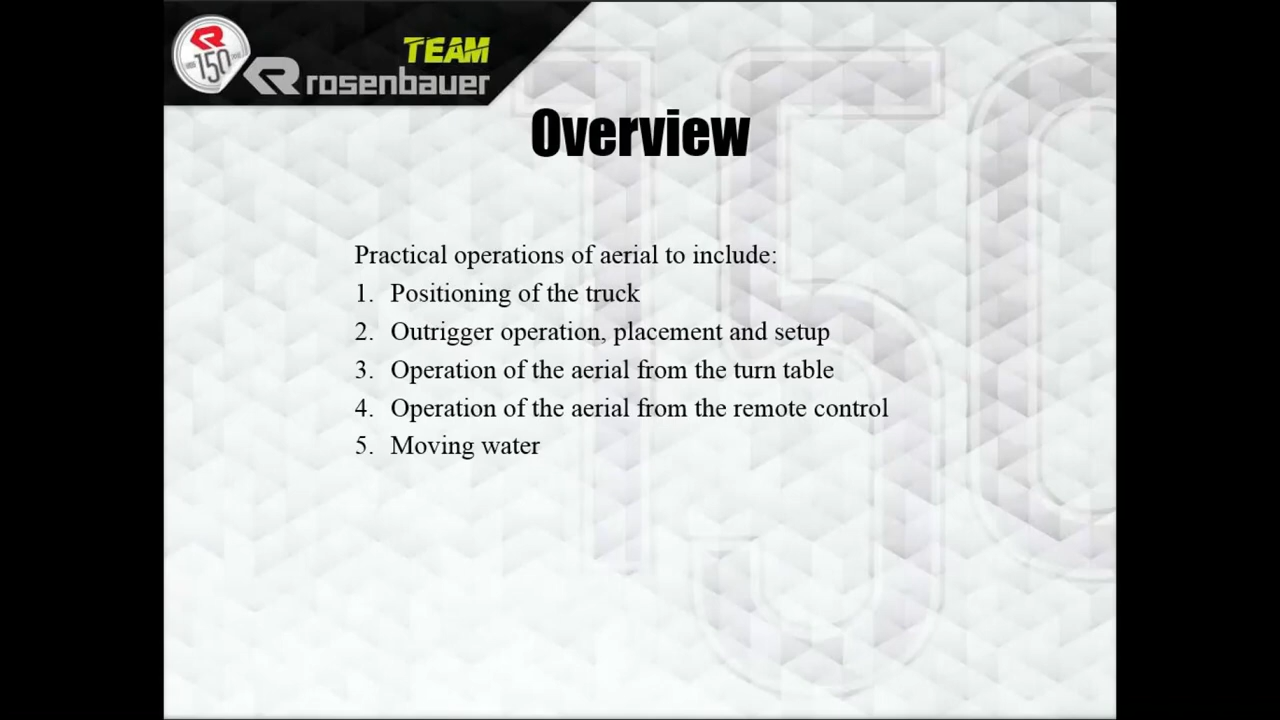 150
TEAM
rosenbauer
Overview
Practical operations of aerial to include:
1. Positioning of the truck
2. Outrigger operation, placement and setup
3. Operation of the aerial from the turn table
4. Operation of the aerial from the remote control
5. Moving water
150